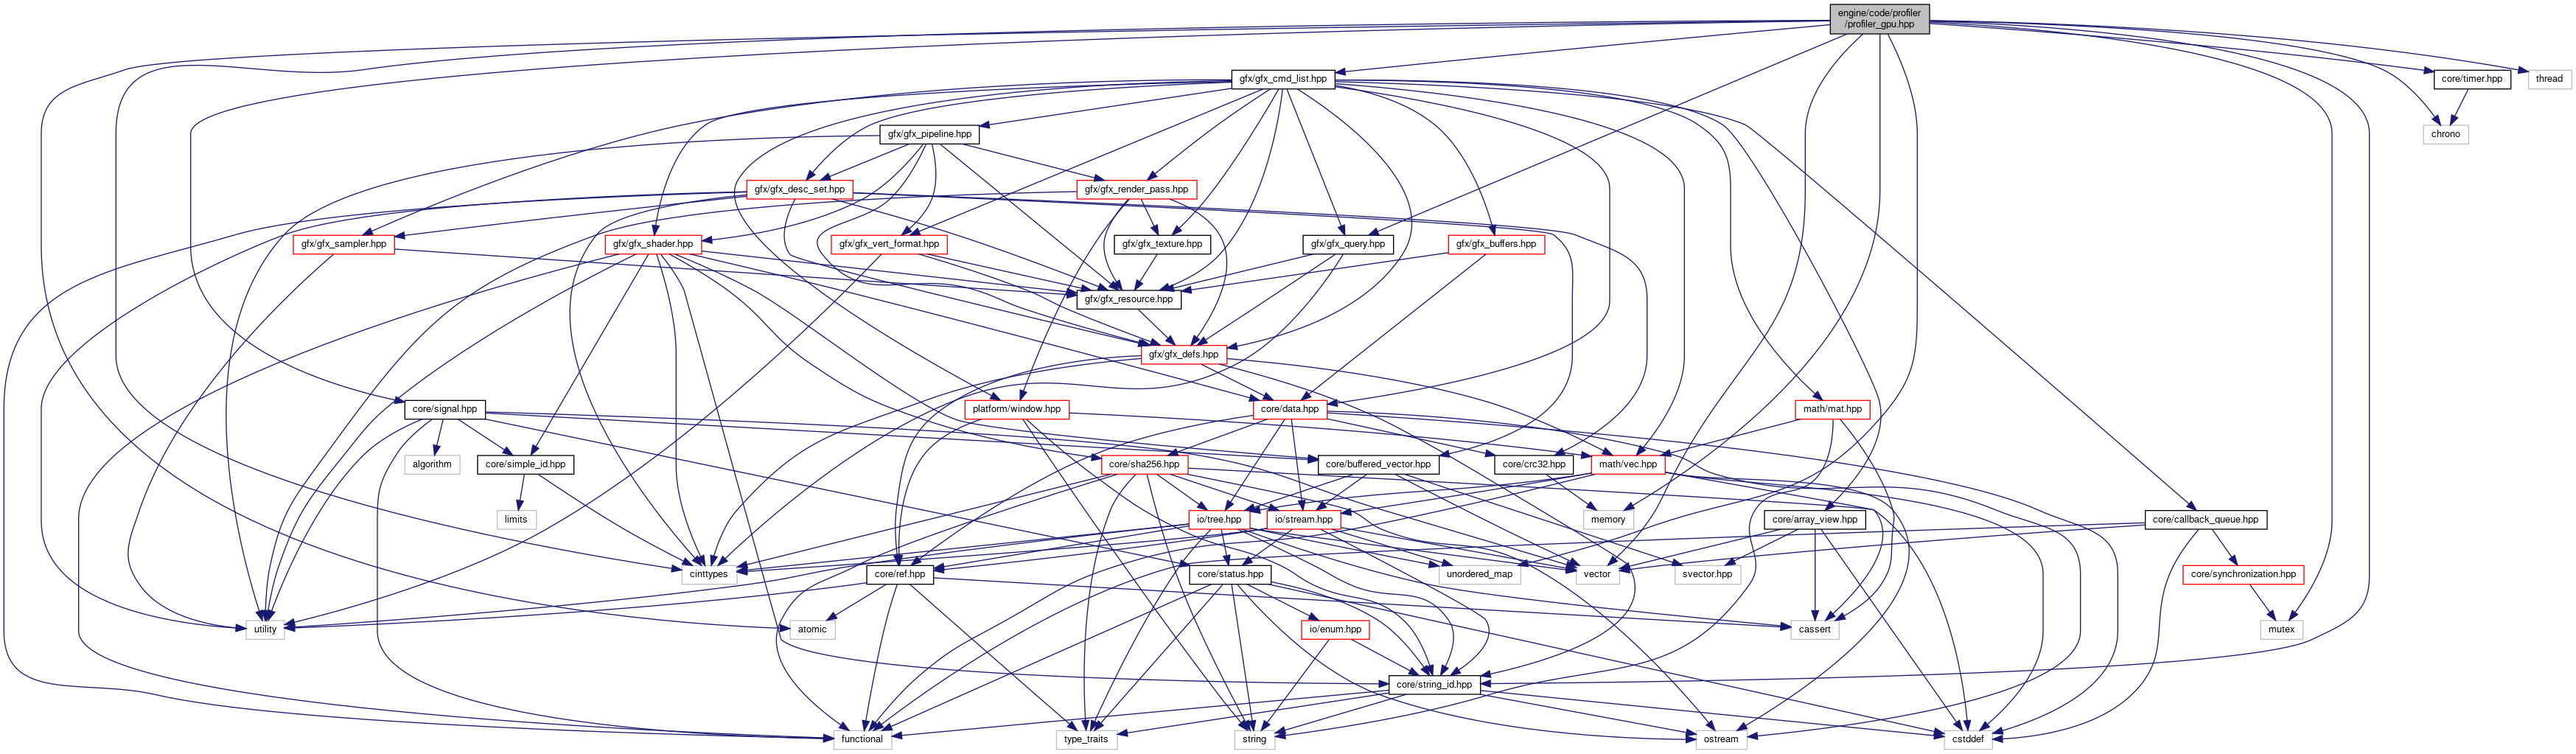 engine/code/profiler
/profiler_gpu.hpp
gfx/gfx_cmd_list.hpp
core/timer.hpp
thread
gfx/gfx_pipeline.hpp
chrono
gfx/gfx_desc_set.hpp
gfx/gfx_render_pass.hpp
gfx/gfx_sampler.hpp
gfx/gfx_shader.hpp
gfx/gfx_vert_format.hpp
gfx/gfx_texture.hpp
gfx/gfx_query.hpp
gfx/gfx_buffers.hpp
gfx/gfx_resource.hpp
gfx/gfx_defs.hpp
core/signal.hpp
platform/window.hpp
core/data.hpp
math/mat.hpp
algorithm
core/simple_id.hpp
core/sha256.hpp
core/buffered_vector.hpp
core/crc32.hpp
math/vec.hpp
limits
io/tree.hpp
io/stream.hpp
memory
core/array_view.hpp
core/callback_queue.hpp
cinttypes
core/ref.hpp
core/status.hpp
unordered_map
vector
svector.hpp
core/synchronization.hpp
utility
atomic
io/enum.hpp
cassert
mutex
core/string_id.hpp
functional
type_traits
string
ostream
cstddef